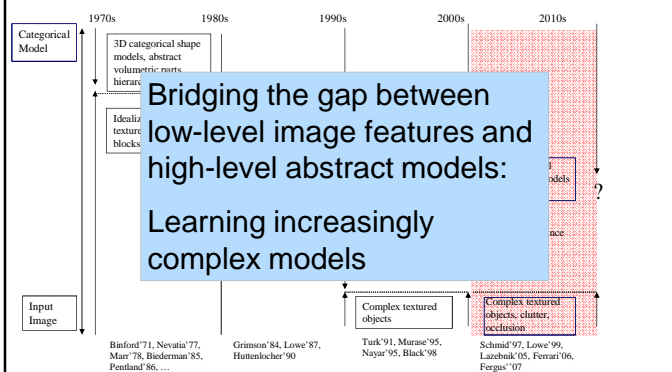 1970s 1980s 1990s 2000s 2010s
Categorical
Model
3D categorical shape
models, abstract
volumetric parts
Bridging the gap between
low-level image features and
high-level abstract models:
Learning increasingly
complex models
blocks
?
Input
Image
Complex textured
objects
Complex textured
objects, clutter,
occlusion
Binford'71, Nevatia'77,
Marr'78, Biederman'85,
Pentland'86, …
Grimson'84, Lowe'87,
Huttenlocher'90
Turk'91, Murase'95,
Nayar'95, Black'98
Schmid'97, Lowe'99,
Lazebnik'05, Ferrari'06,
Fergus''07